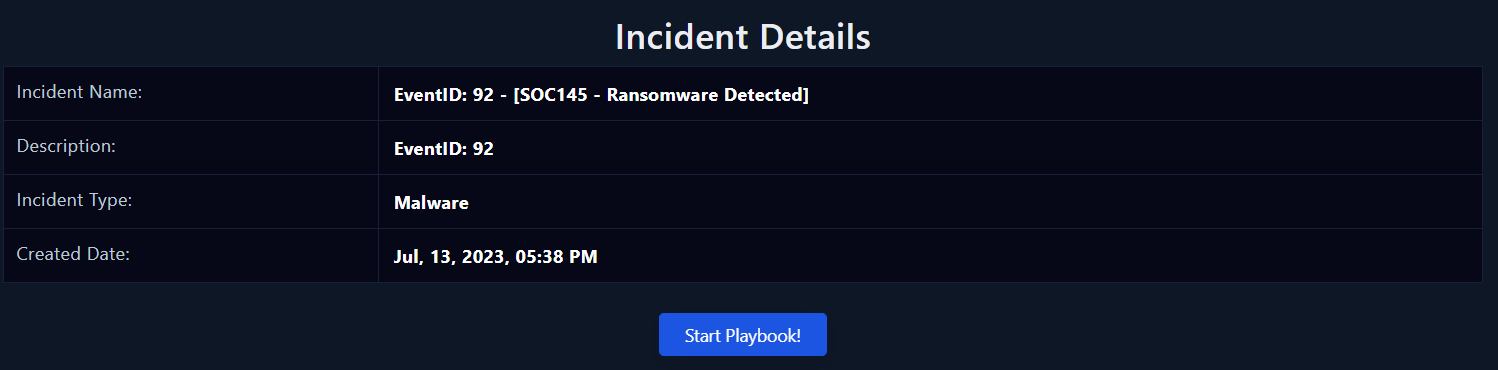 Incident Details
Incident Name: EventID: 92 - [SOC145 - Ransomware Detected]
Description: EventID: 92
Incident Type: Malware
Created Date: Jul, 13, 2023, 05:38 PM
Start Playbook!